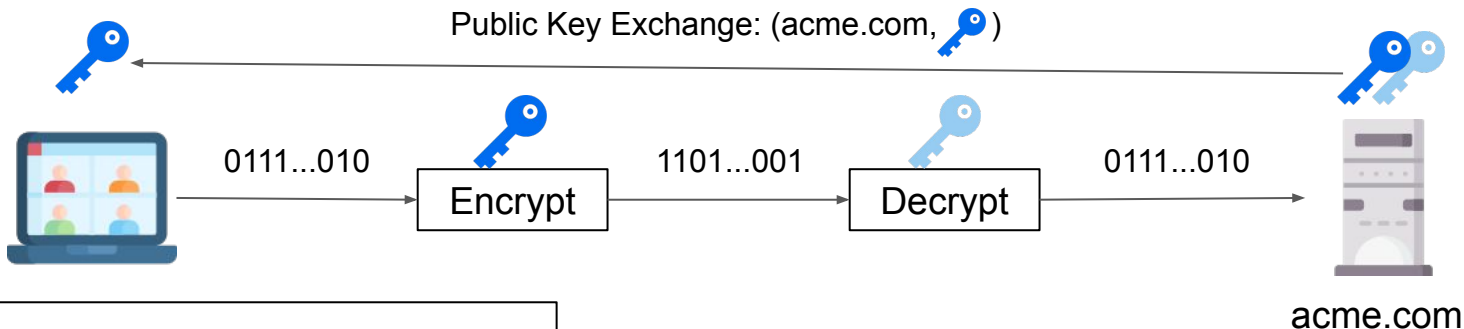 Public Key Exchange: (acme.com, )
0111...010
1101...001
0111...010
Encrypt
Decrypt
acme.com